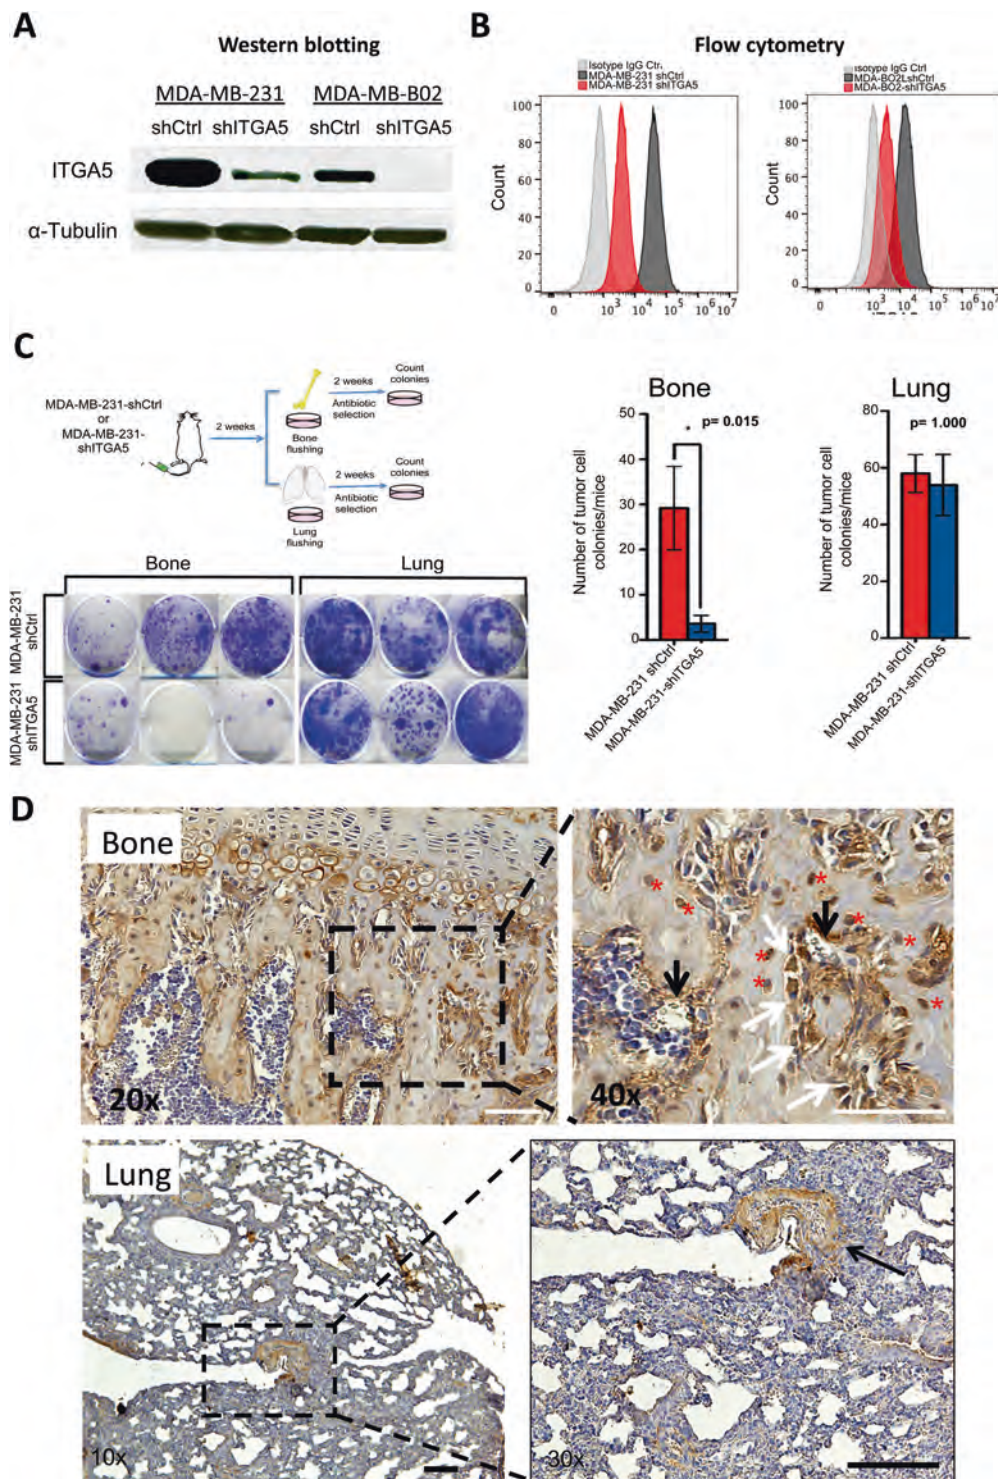 A
Western blotting
MDA-MB-231 MDA-MB-B02
shCtrl shITGA5 shCtrl shITGA5
ITGA5
α-Tubulin
B
Flow cytometry
Isotype IgG Ctr.
MDA-MB-231 shCtrl
MDA-MB-231 shITGA5
Count
100
80
60
40
20
0
0 10³ 10⁴ 10⁵ 10⁶ 10⁷
Isotype IgG Ctrl
MDA-BO2LshCtrl
MDA-BO2-shITGA5
Count
100
80
60
40
20
0
0 10³ 10⁴ 10⁵ 10⁶ 10⁷
C
MDA-MB-231-shCtrl
or
MDA-MB-231-
shITGA5
2 weeks
Bone
flushing
2 weeks
Antibiotic
selection
Count
colonies
Lung
flushing
2 weeks
Antibiotic
selection
Count
colonies
Bone Lung
MDA-MB-231
shCtrl
MDA-MB-231
shITGA5
Bone
p= 0.015
*
Number of tumor cell
colonies/mice
50
40
30
20
10
0
MDA-MB-231 shCtrl
MDA-MB-231-shITGA5
Lung
p= 1.000
Number of tumor cell
colonies/mice
80
60
40
20
0
MDA-MB-231 shCtrl
MDA-MB-231-shITGA5
D
Bone
20x
40x
Lung
10x
30x